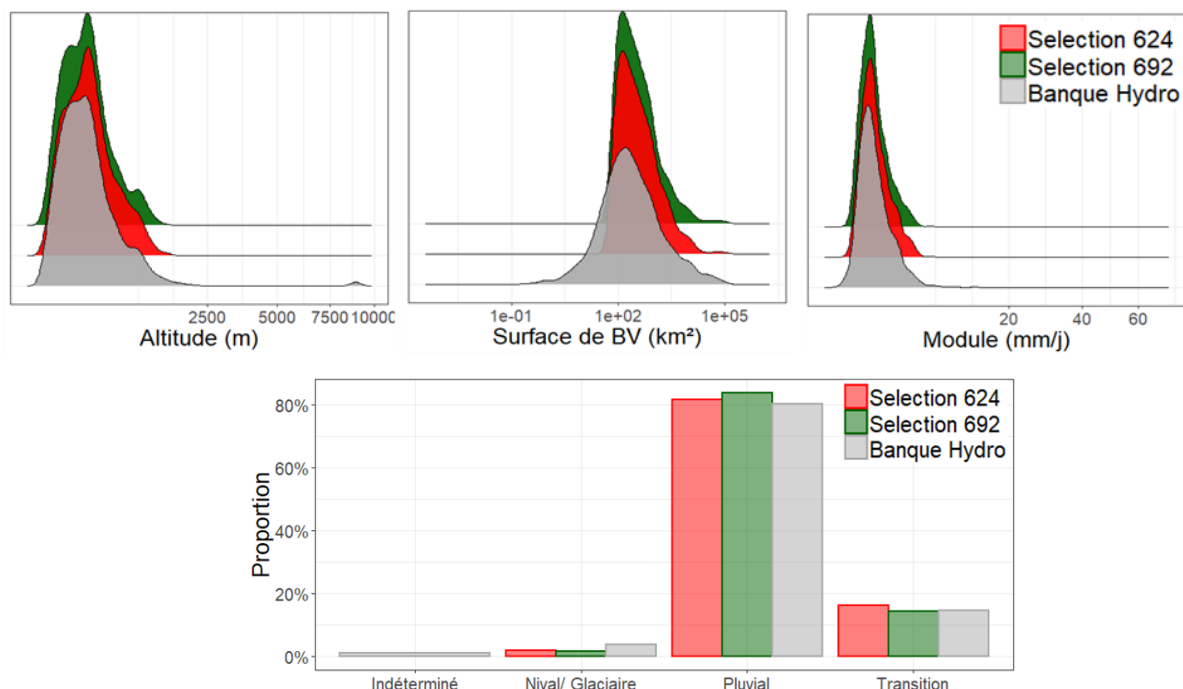 Selection 624
Selection 692
Banque Hydro
2500 5000 7500 10000
Altitude (m)
1e-01 1e+02 1e+05
Surface de BV (km²)
20 40 60
Module (mm/j)
Selection 624
Selection 692
Banque Hydro
80%
60%
40%
20%
0%
Proportion
Indéterminé Nival/ Glaciaire Pluvial Transition